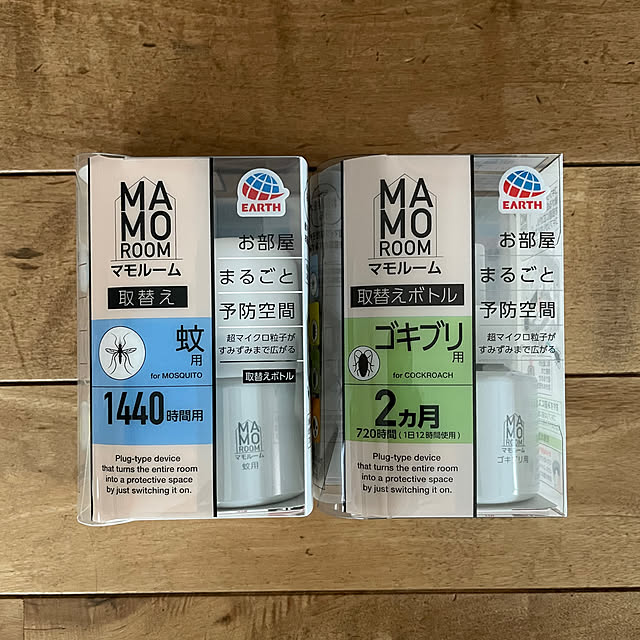 MA
MO
ROOM
マモルーム
取替え
蚊
用
for MOSQUITO
1440時間用
Plug-type device
that turns the entire room
into a protective space
by just switching it on.
EARTH
お部屋
まるごと
予防空間
超マイクロ粒子が
すみずみまで広がる
取替えボトル
MA
MO
ROOM
マモルーム
蚊用
MA
MO
ROOM
マモルーム
取替えボトル
ゴキブリ
用
for COCKROACH
2ヵ月
720時間(1日12時間使用)
Plug-type device
that turns the entire room
into a protective space
by just switching it on.
EARTH
お部屋
まるごと
予防空間
超マイクロ粒子が
すみずみまで広がる
MA
MO
ROOM
マモルーム
ゴキブリ用